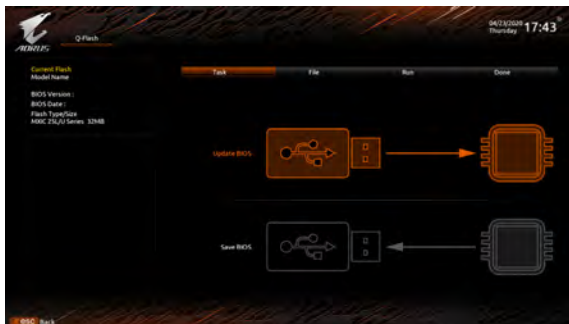 AORUS
Q-Flash
04/23/2020
Thursday 17:43
Current Flash
Model Name
BIOS Version :
BIOS Date :
Flash Type/Size
MXIC 25L/U Series 32MB
Task File Run Done
Update BIOS
Save BIOS
ESC Back